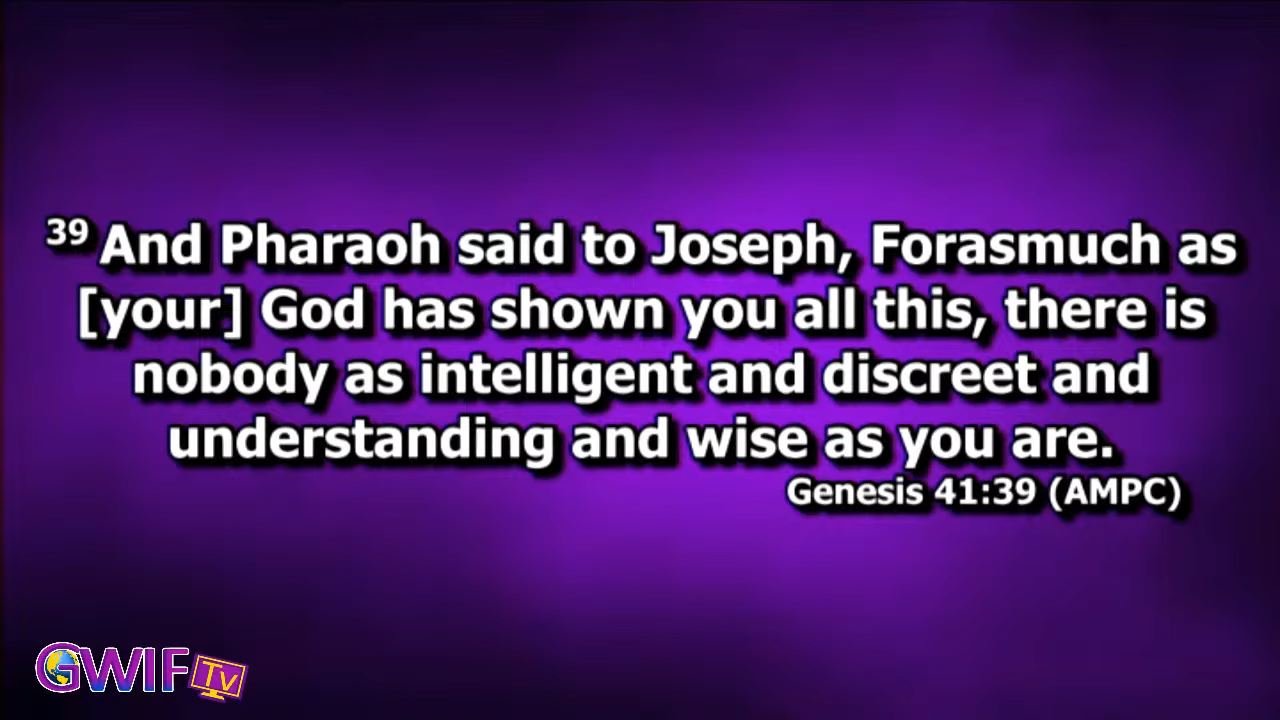 39 And Pharaoh said to Joseph, Forasmuch as
[your] God has shown you all this, there is
nobody as intelligent and discreet and
understanding and wise as you are.
Genesis 41:39 (AMPC)
GWIF Tv